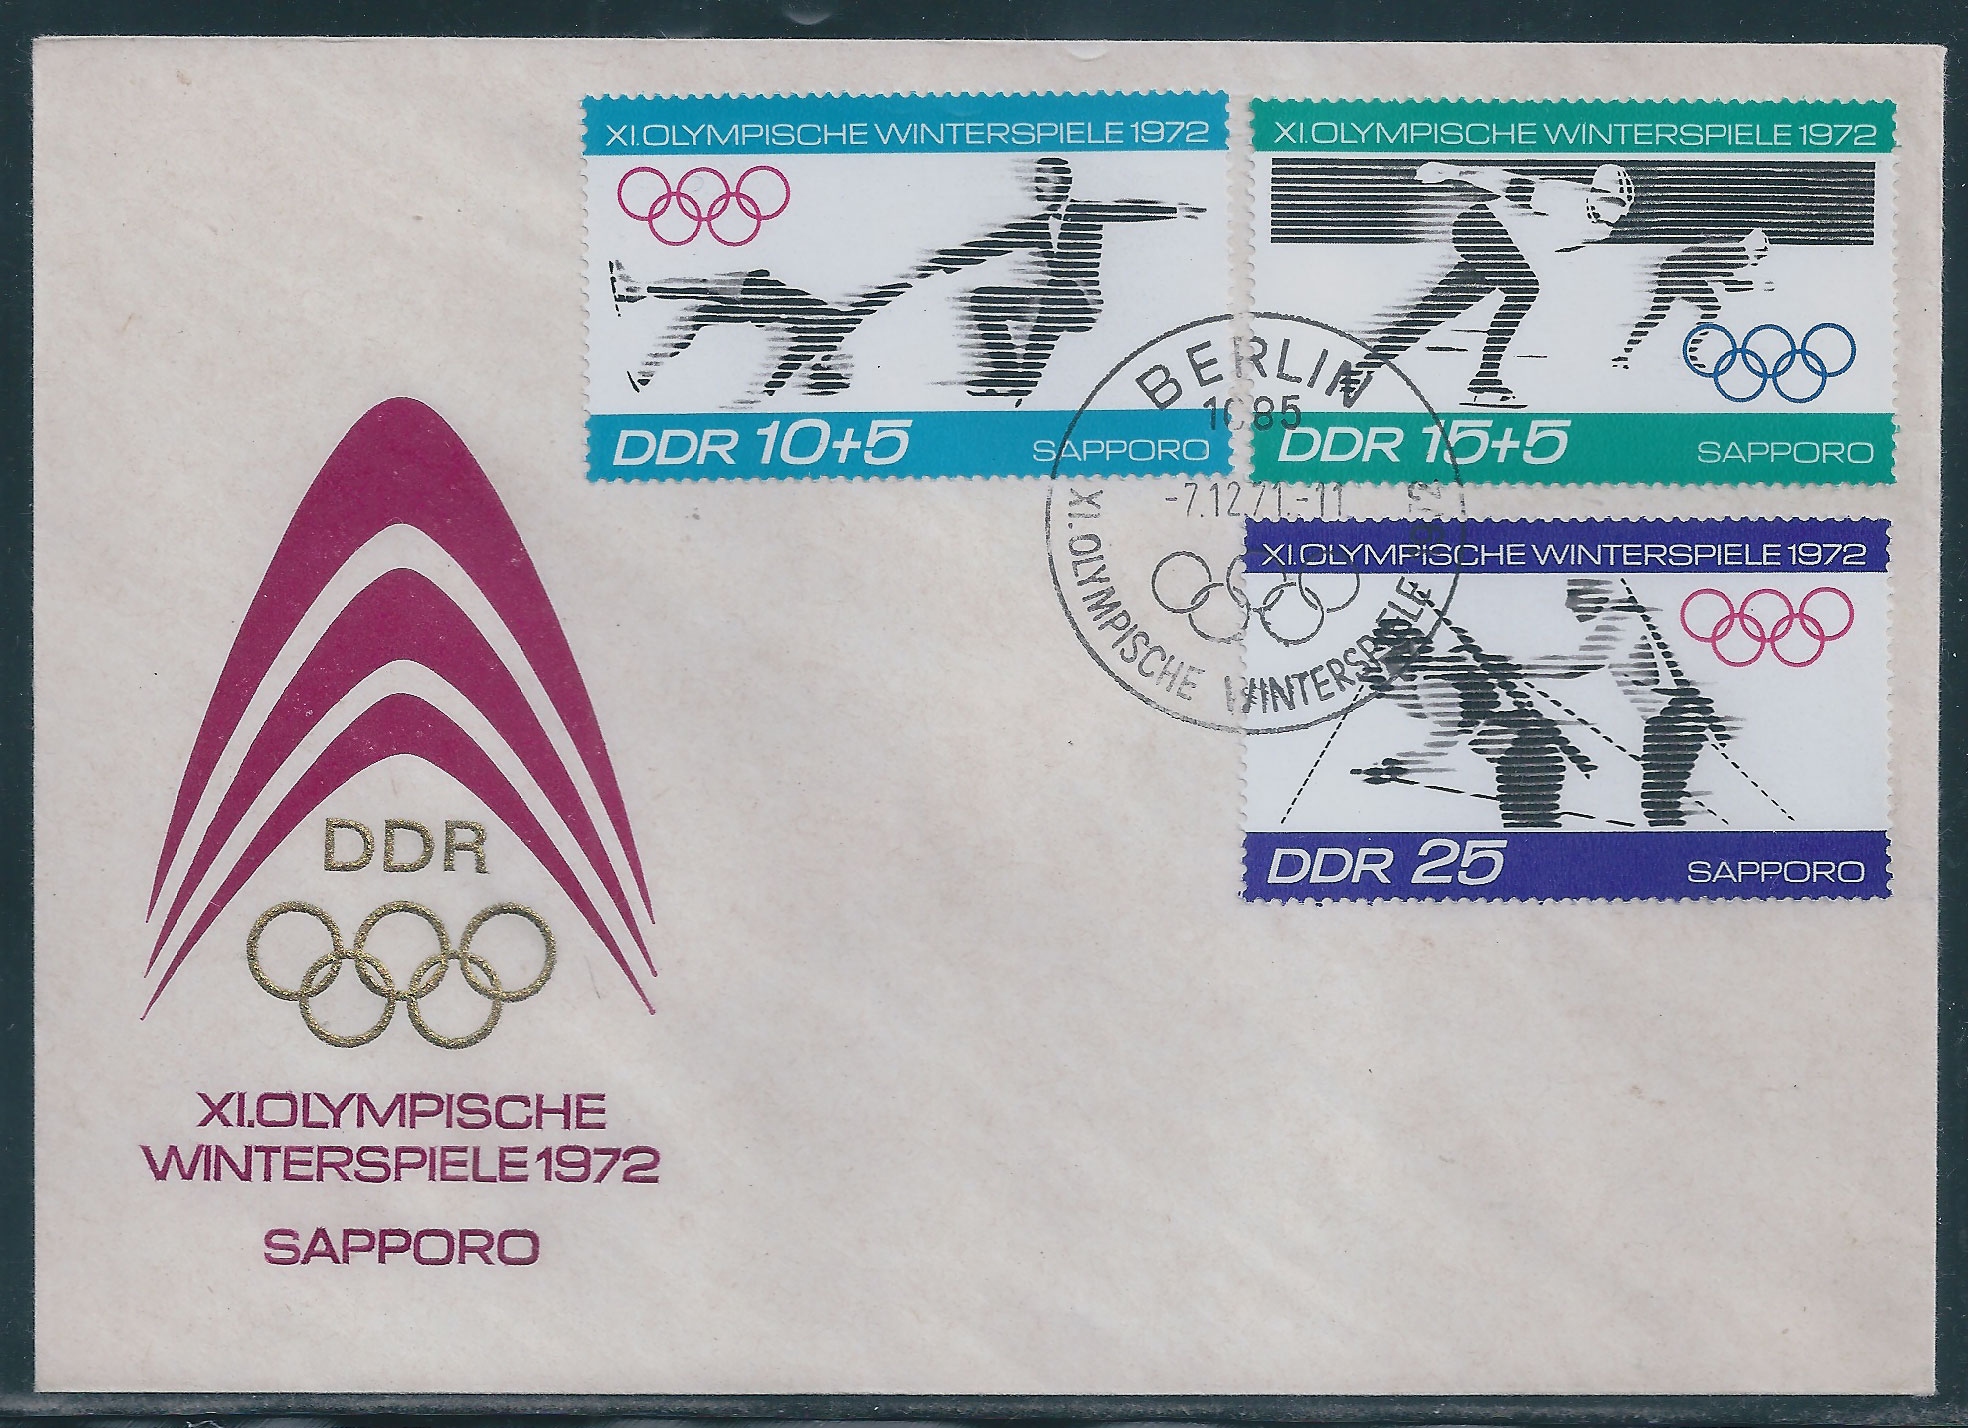 XI.OLYMPISCHE WINTERSPIELE 1972
DDR 10+5 SAPPORO
XI.OLYMPISCHE WINTERSPIELE 1972
DDR 15+5 SAPPORO
BERLIN
1085
-7.12.71.-11
XI.OLYMPISCHE WINTERSPIELE 1972
XI.OLYMPISCHE WINTERSPIELE 1972
DDR 25 SAPPORO
DDR
XI.OLYMPISCHE
WINTERSPIELE 1972
SAPPORO